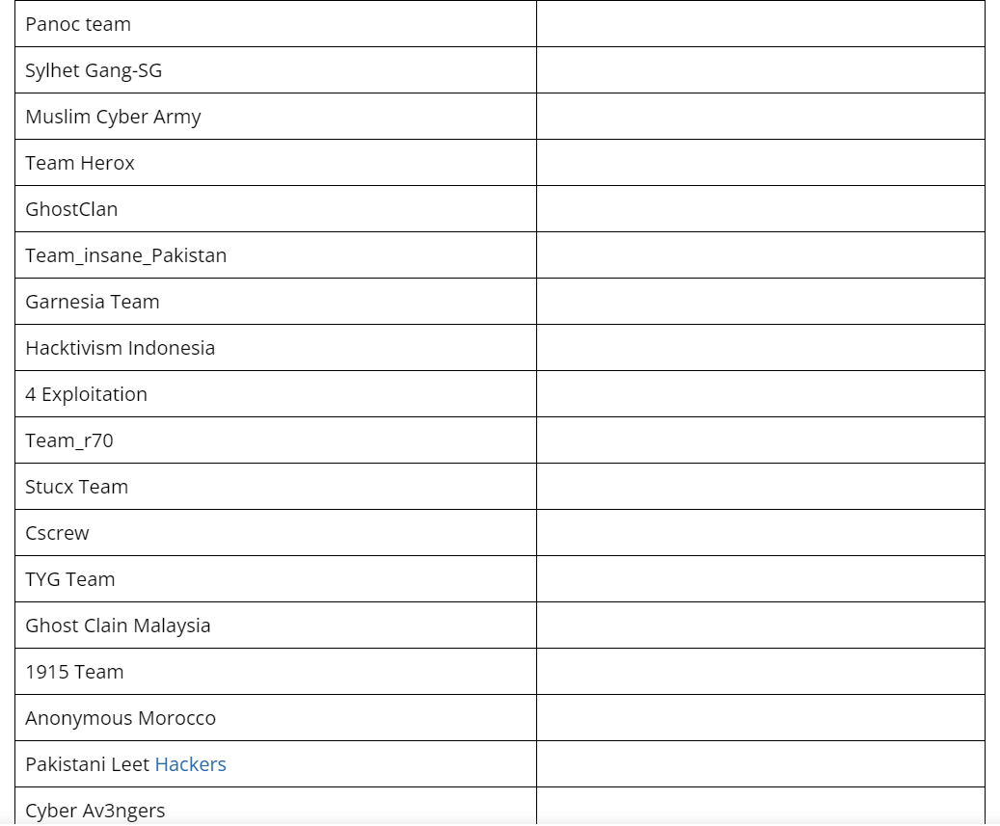 Panoc team
Sylhet Gang-SG
Muslim Cyber Army
Team Herox
GhostClan
Team_insane_Pakistan
Garnesia Team
Hacktivism Indonesia
4 Exploitation
Team_r70
Stucx Team
Cscrew
TYG Team
Ghost Clain Malaysia
1915 Team
Anonymous Morocco
Pakistani Leet Hackers
Cyber Av3ngers